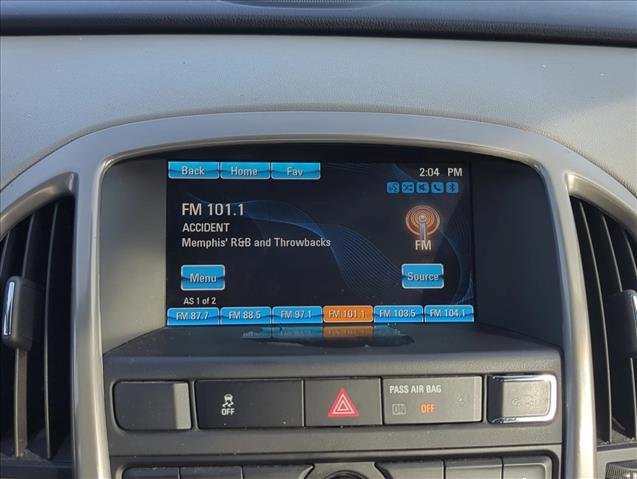 Back Home Fav 2:04 PM
FM 101.1
ACCIDENT
Memphis' R&B and Throwbacks
FM
Menu Source
AS 1 of 2
FM 87.7 FM 88.5 FM 97.1 FM 101.1 FM 103.5 FM 104.1
OFF
PASS AIR BAG
ON OFF